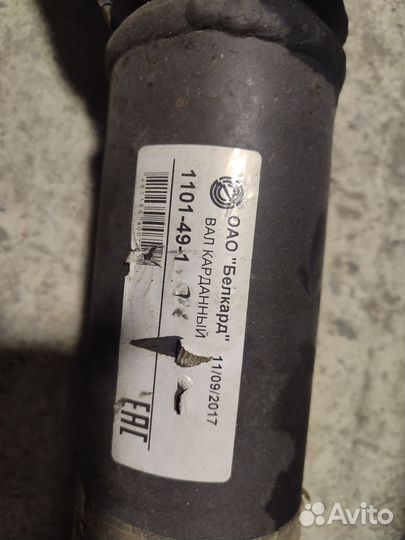 ОАО "Белкард"
ВАЛ КАРДАННЫЙ
11/09/2017
1101-49-1
EAC
Avito